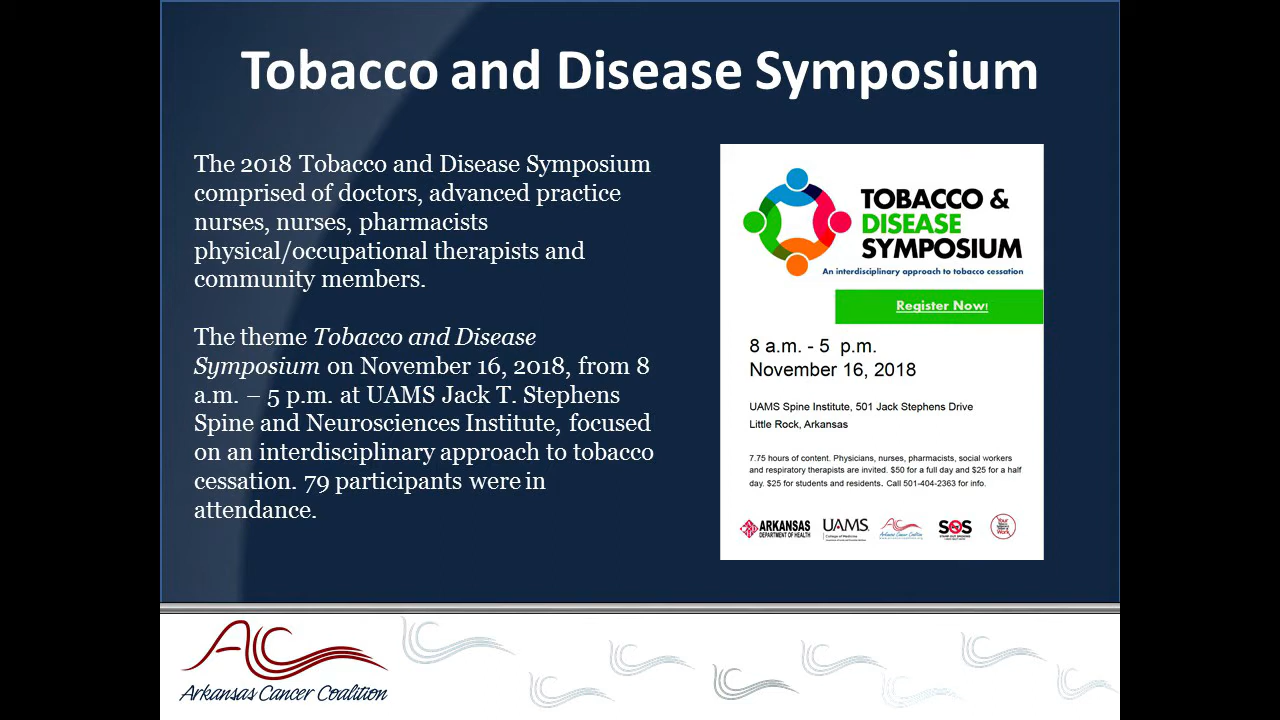 Tobacco and Disease Symposium
The 2018 Tobacco and Disease Symposium
comprised of doctors, advanced practice
nurses, nurses, pharmacists
physical/occupational therapists and
community members.
The theme Tobacco and Disease
Symposium on November 16, 2018, from 8
a.m. – 5 p.m. at UAMS Jack T. Stephens
Spine and Neurosciences Institute, focused
on an interdisciplinary approach to tobacco
cessation. 79 participants were in
attendance.
TOBACCO &
DISEASE
SYMPOSIUM
An interdisciplinary approach to tobacco cessation
Register Now!
8 a.m. - 5 p.m.
November 16, 2018
UAMS Spine Institute, 501 Jack Stephens Drive
Little Rock, Arkansas
7.75 hours of content. Physicians, nurses, pharmacists, social workers
and respiratory therapists are invited. $50 for a full day and $25 for a half
day. $25 for students and residents. Call 501-404-2363 for info.
ARKANSAS
DEPARTMENT OF HEALTH
UAMS
College of Medicine
Arkansas Cancer Coalition
SOS
Arkansas Cancer Coalition